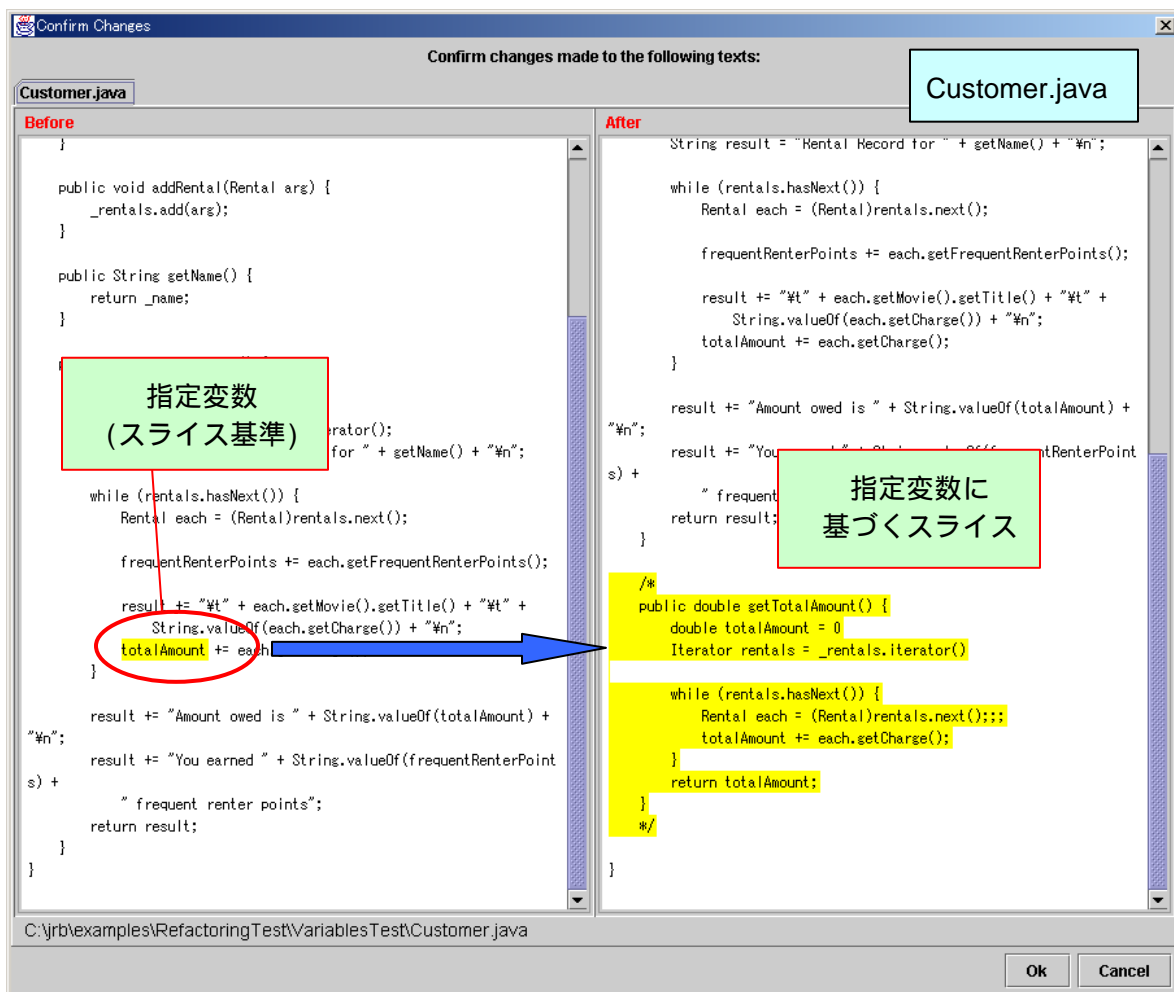 Confirm Changes
Confirm changes made to the following texts:
Customer.java
Customer.java
Before
}
public void addRental(Rental arg) {
_rentals.add(arg);
}
public String getName() {
return _name;
}
指定変数
(スライス基準)
erator();
for " + getName() + "¥n";
while (rentals.hasNext()) {
Rental each = (Rental)rentals.next();
frequentRenterPoints += each.getFrequentRenterPoints();
result += "¥t" + each.getMovie().getTitle() + "¥t" +
String.valueOf(each.getCharge()) + "¥n";
totalAmount += each
}
result += "Amount owed is " + String.valueOf(totalAmount) +
"¥n";
result += "You earned " + String.valueOf(frequentRenterPoint
s) +
" frequent renter points";
return result;
}
}
After
String result = "Rental Record for " + getName() + "¥n";
while (rentals.hasNext()) {
Rental each = (Rental)rentals.next();
frequentRenterPoints += each.getFrequentRenterPoints();
result += "¥t" + each.getMovie().getTitle() + "¥t" +
String.valueOf(each.getCharge()) + "¥n";
totalAmount += each.getCharge();
}
result += "Amount owed is " + String.valueOf(totalAmount) +
"¥n";
result += "You tRenterPoint
s) +
" frequent
return result;
}
指定変数に
基づくスライス
/*
public double getTotalAmount() {
double totalAmount = 0
Iterator rentals = _rentals.iterator()
while (rentals.hasNext()) {
Rental each = (Rental)rentals.next();;;
totalAmount += each.getCharge();
}
return totalAmount;
}
*/
}
C:\jrb\examples\RefactoringTest\VariablesTest\Customer.java
Ok
Cancel